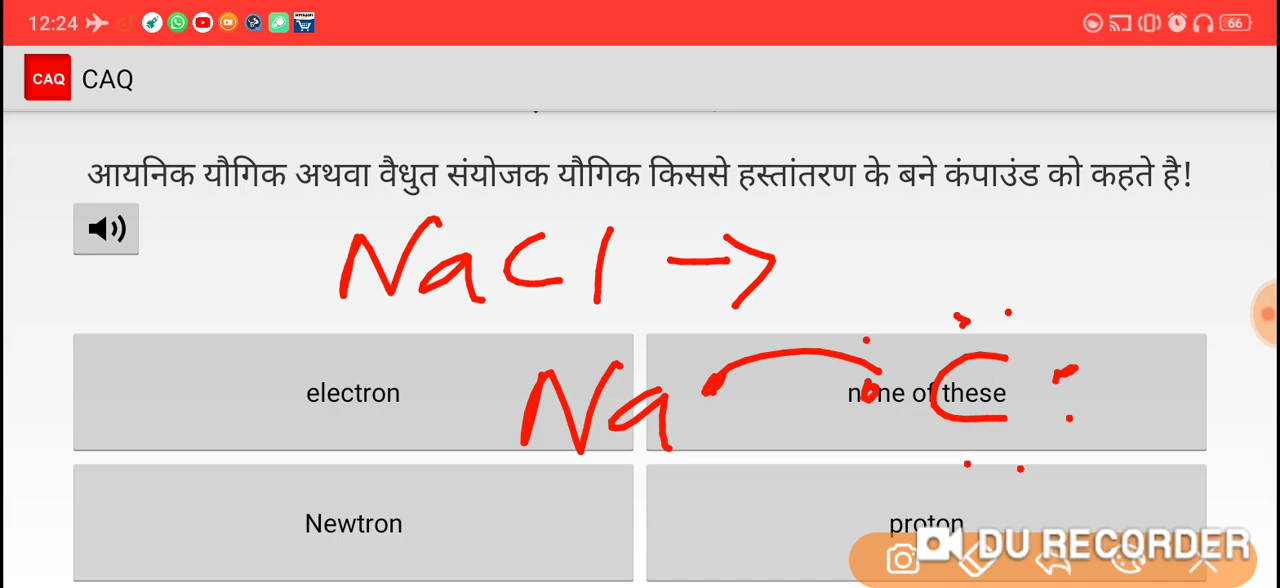 12:24 66
CAQ CAQ
आयनिक यौगिक अथवा वैधुत संयोजक यौगिक किससे हस्तांतरण के बने कंपाउंड को कहते है!
NaCl →
electron
none of these
Na C
Newtron
proton
DU RECORDER